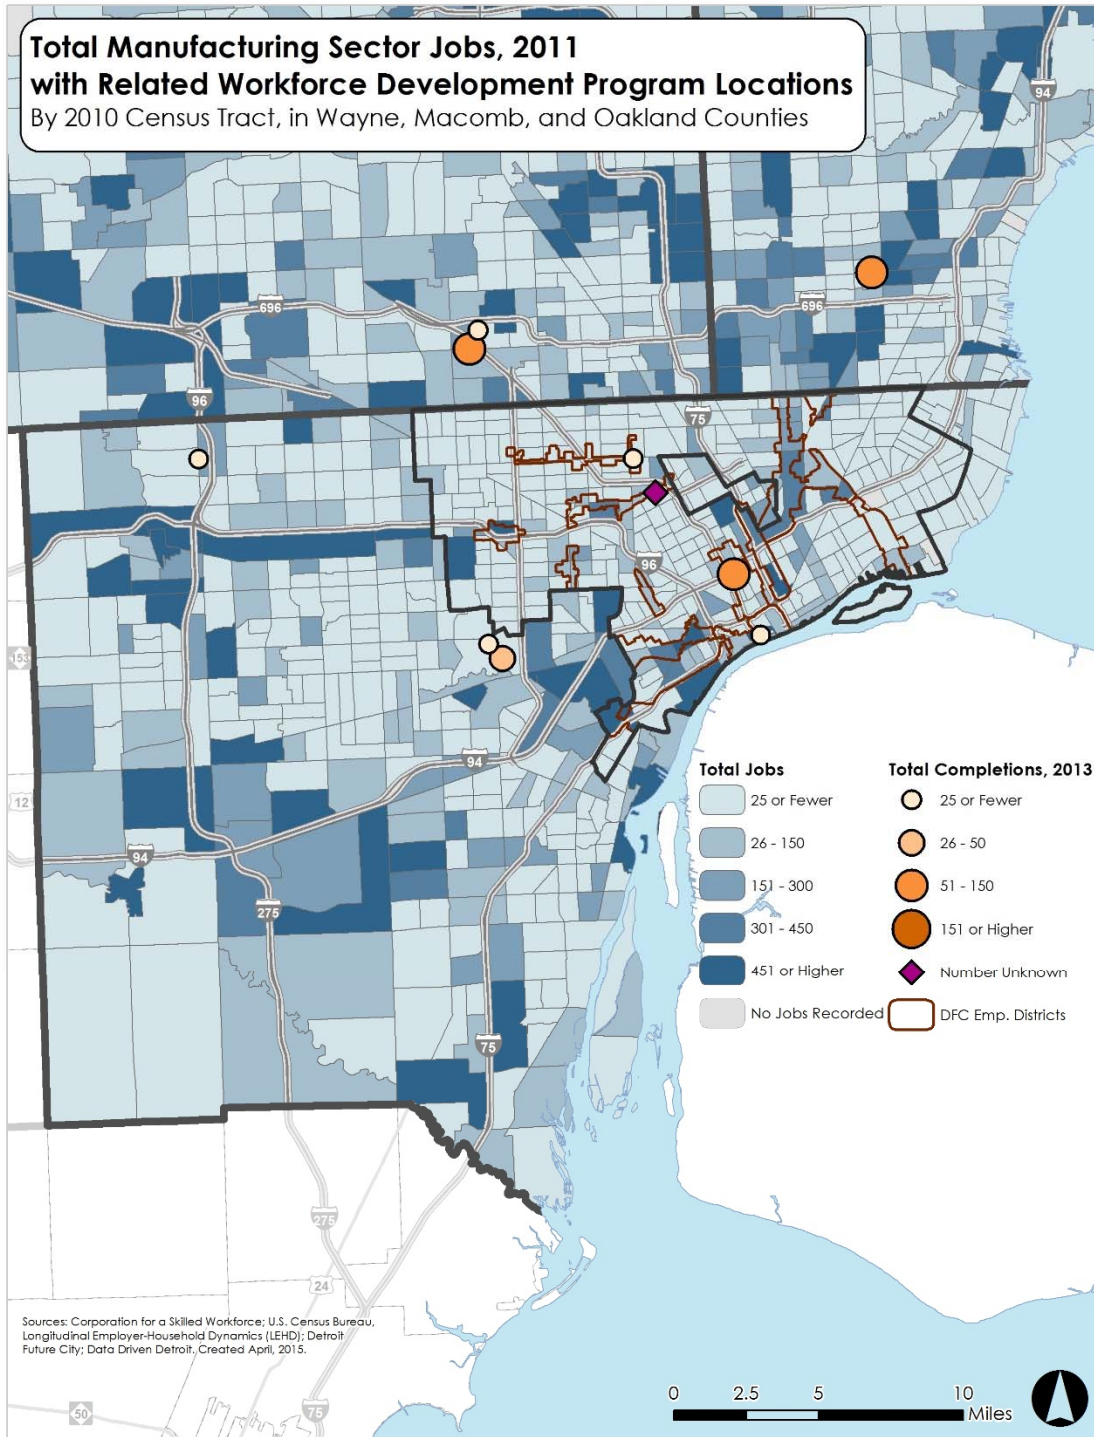 Total Manufacturing Sector Jobs, 2011
with Related Workforce Development Program Locations
By 2010 Census Tract, in Wayne, Macomb, and Oakland Counties
94
696
696
96
75
96
153
94
12
94
275
75
275
24
75
50
Total Jobs
25 or Fewer
26 - 150
151 - 300
301 - 450
451 or Higher
No Jobs Recorded
Total Completions, 2013
25 or Fewer
26 - 50
51 - 150
151 or Higher
Number Unknown
DFC Emp. Districts
Sources: Corporation for a Skilled Workforce; U.S. Census Bureau,
Longitudinal Employer-Household Dynamics (LEHD); Detroit
Future City; Data Driven Detroit. Created April, 2015.
0 2.5 5 10
Miles